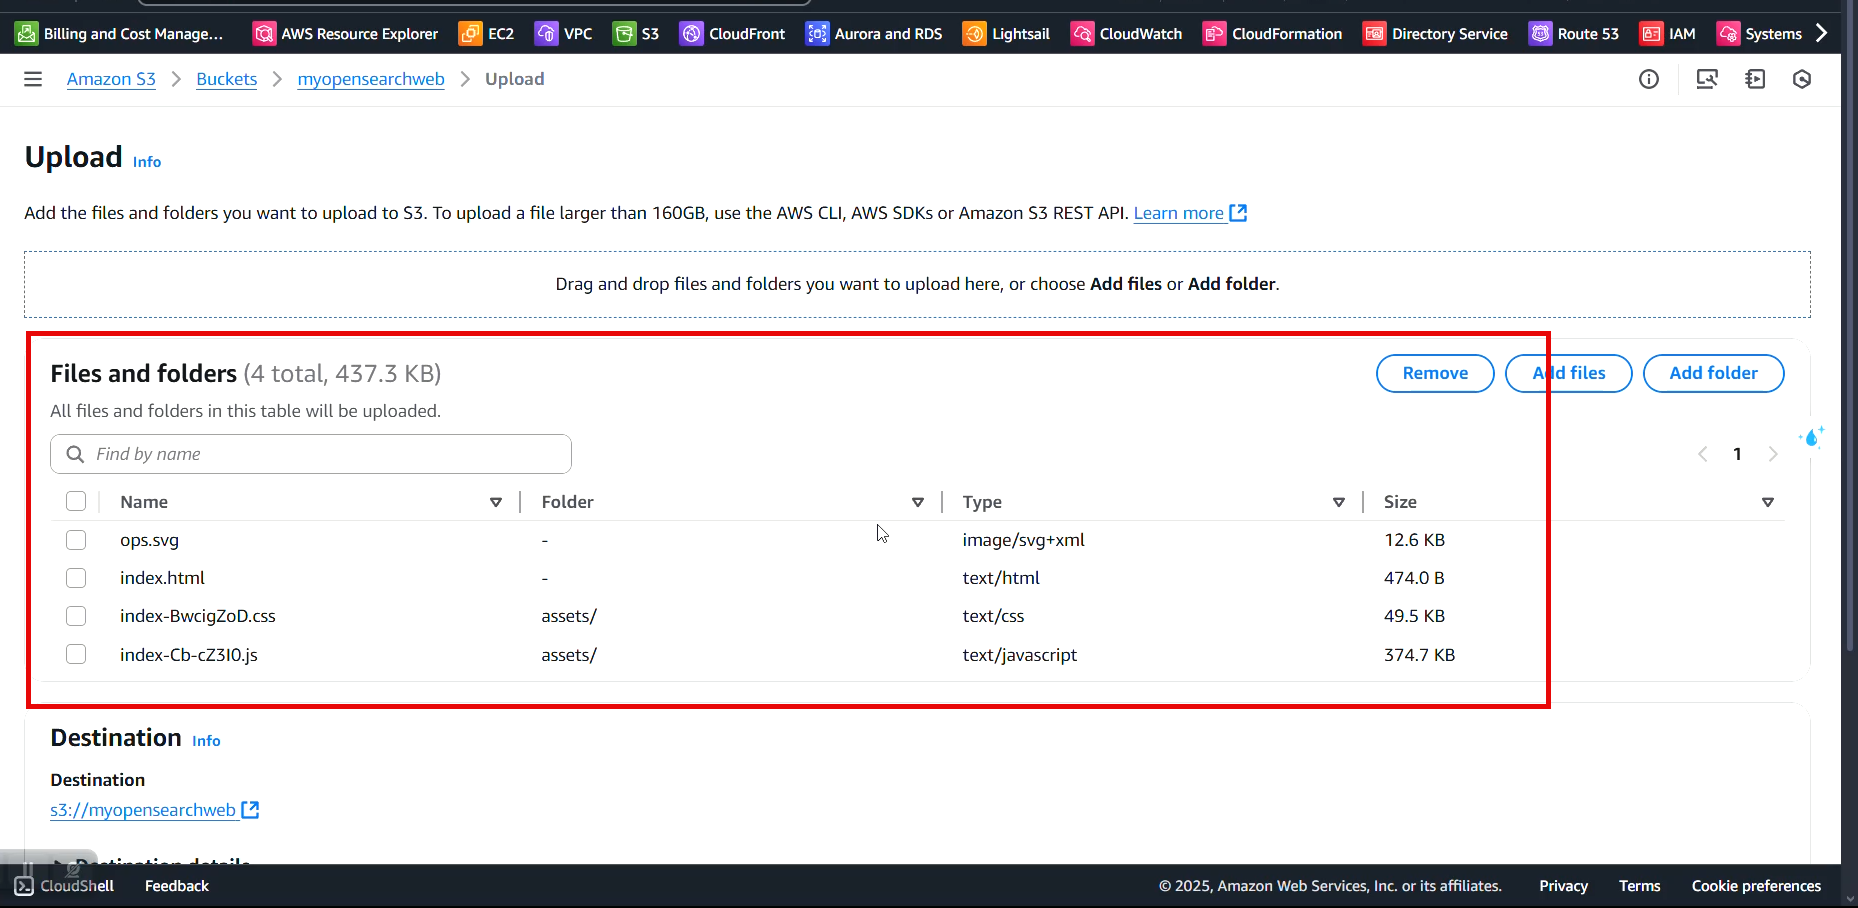 Billing and Cost Manage... AWS Resource Explorer EC2 VPC S3 CloudFront Aurora and RDS Lightsail CloudWatch CloudFormation Directory Service Route 53 IAM Systems
Amazon S3 > Buckets > myopensearchweb > Upload
Upload Info
Add the files and folders you want to upload to S3. To upload a file larger than 160GB, use the AWS CLI, AWS SDKs or Amazon S3 REST API. Learn more
Drag and drop files and folders you want to upload here, or choose Add files or Add folder.
Files and folders (4 total, 437.3 KB) Remove Add files Add folder
All files and folders in this table will be uploaded.
Find by name 1
Name Folder Type Size
ops.svg - image/svg+xml 12.6 KB
index.html - text/html 474.0 B
index-BwcigZoD.css assets/ text/css 49.5 KB
index-Cb-cZ3I0.js assets/ text/javascript 374.7 KB
Destination Info
Destination
s3://myopensearchweb
Destination details
CloudShell Feedback © 2025, Amazon Web Services, Inc. or its affiliates. Privacy Terms Cookie preferences